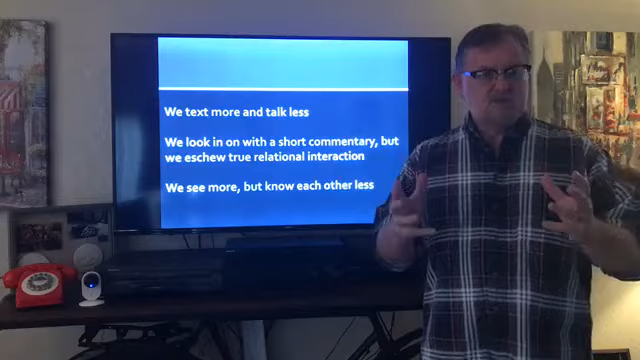 We text more and talk less
We look in on with a short commentary, but
we eschew true relational interaction
We see more, but know each other less